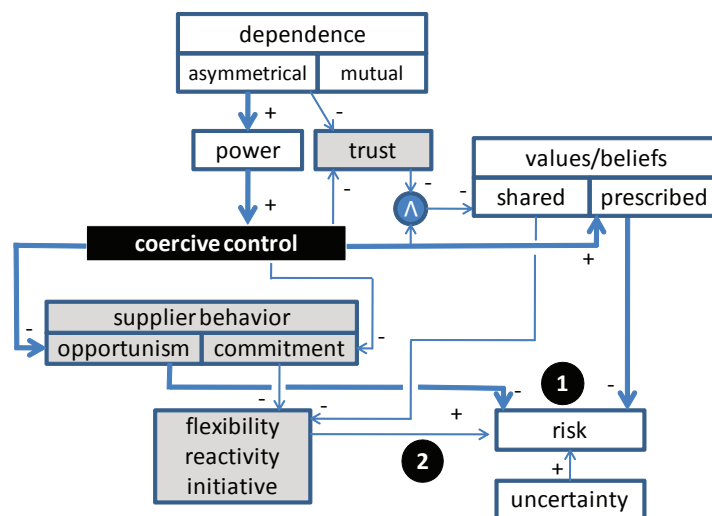 dependence
asymmetrical mutual
+ -
power trust
values/beliefs
- -
shared prescribed
+ -
Λ
coercive control
+
supplier behavior
- -
opportunism commitment
1
- - - -
flexibility + risk
reactivity 2
initiative +
uncertainty